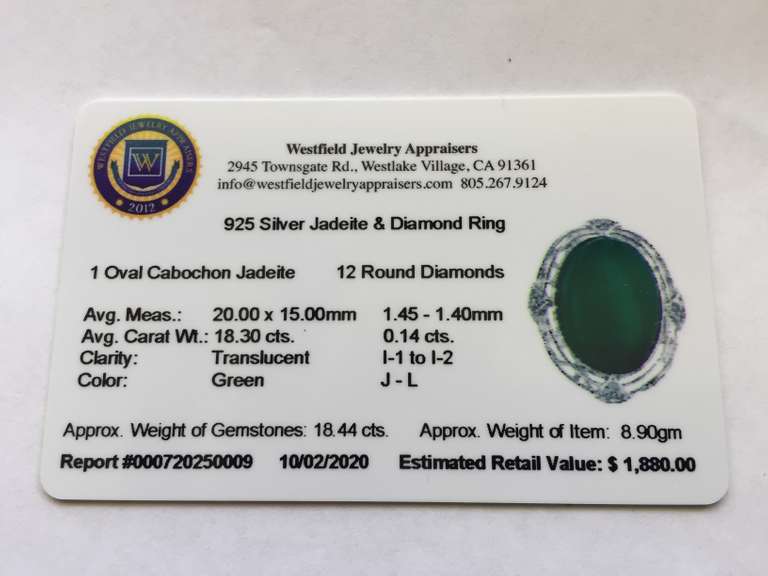 WESTFIELD JEWELRY APPRAISERS
W
2012
Westfield Jewelry Appraisers
2945 Townsgate Rd., Westlake Village, CA 91361
info@westfieldjewelryappraisers.com 805.267.9124
925 Silver Jadeite & Diamond Ring
1 Oval Cabochon Jadeite 12 Round Diamonds
Avg. Meas.: 20.00 x 15.00mm 1.45 - 1.40mm
Avg. Carat Wt.: 18.30 cts. 0.14 cts.
Clarity: Translucent I-1 to I-2
Color: Green J - L
Approx. Weight of Gemstones: 18.44 cts. Approx. Weight of Item: 8.90gm
Report #000720250009 10/02/2020 Estimated Retail Value: $ 1,880.00